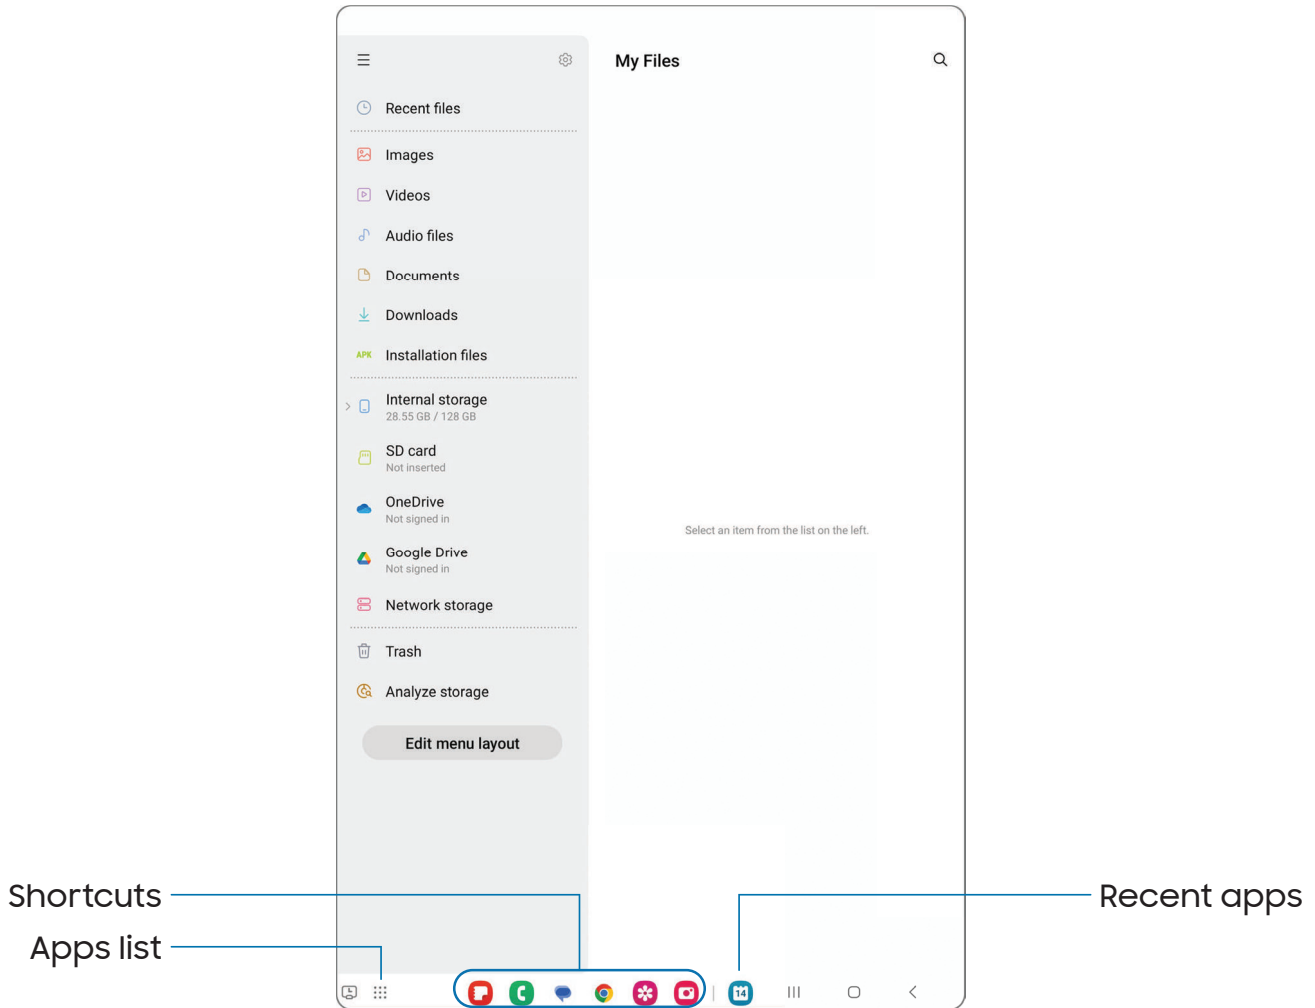 My Files
Recent files
Images
Videos
Audio files
Documents
Downloads
APK
Installation files
Internal storage
28.55 GB / 128 GB
SD card
Not inserted
OneDrive
Not signed in
Google Drive
Not signed in
Network storage
Trash
Analyze storage
Edit menu layout
Select an item from the list on the left.
Shortcuts
Apps list
Recent apps
14